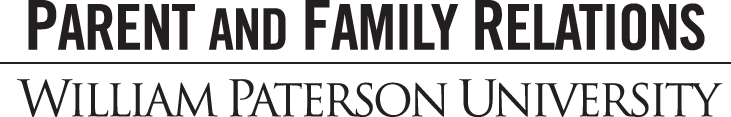 PARENT AND FAMILY RELATIONS
WILLIAM PATERSON UNIVERSITY